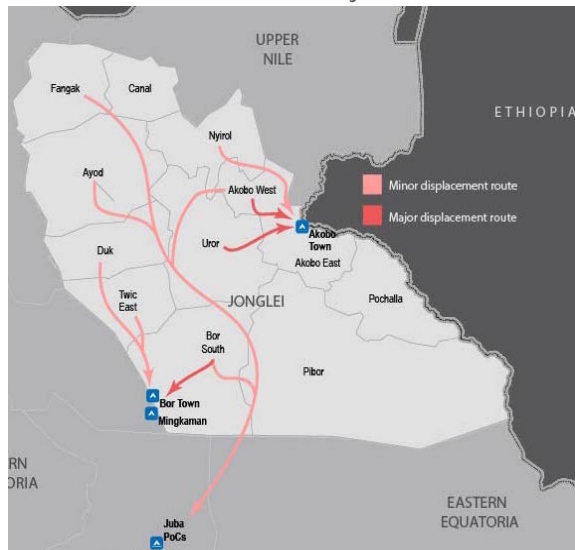 UPPER
NILE
Fangak
Canal
ETHIOPIA
Nyirol
Ayod
Akobo West
Minor displacement route
Major displacement route
Uror
Akobo
Town
Duk
Akobo East
Twic
East
JONGLEI
Pochalla
Bor
South
Pibor
Bor Town
Mingkaman
RN
ORIA
EASTERN
EQUATORIA
Juba
PoCs